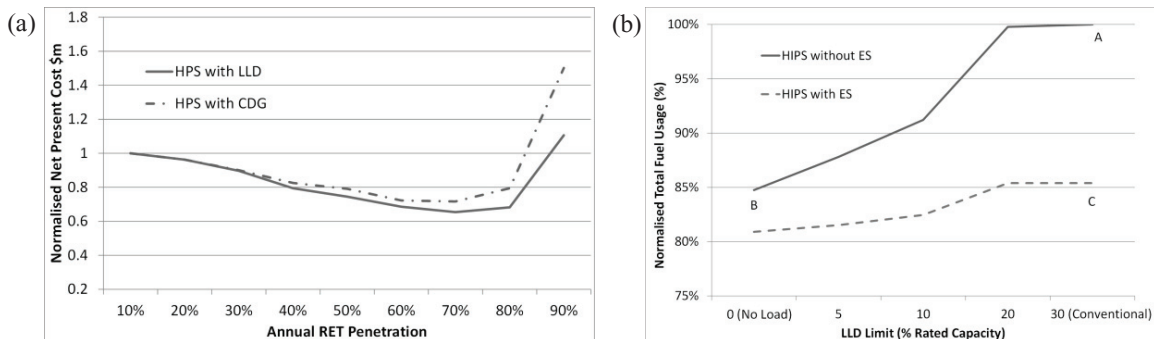 (a)
Normalised Net Present Cost $m
1.8
1.6
1.4
1.2
1
0.8
0.6
0.4
0.2
HPS with LLD
HPS with CDG
10% 20% 30% 40% 50% 60% 70% 80% 90%
Annual RET Penetration
(b)
Normalised Total Fuel Usage (%)
100%
95%
90%
85%
80%
75%
HIPS without ES
HIPS with ES
A
B
C
0 (No Load) 5 10 20 30 (Conventional)
LLD Limit (% Rated Capacity)